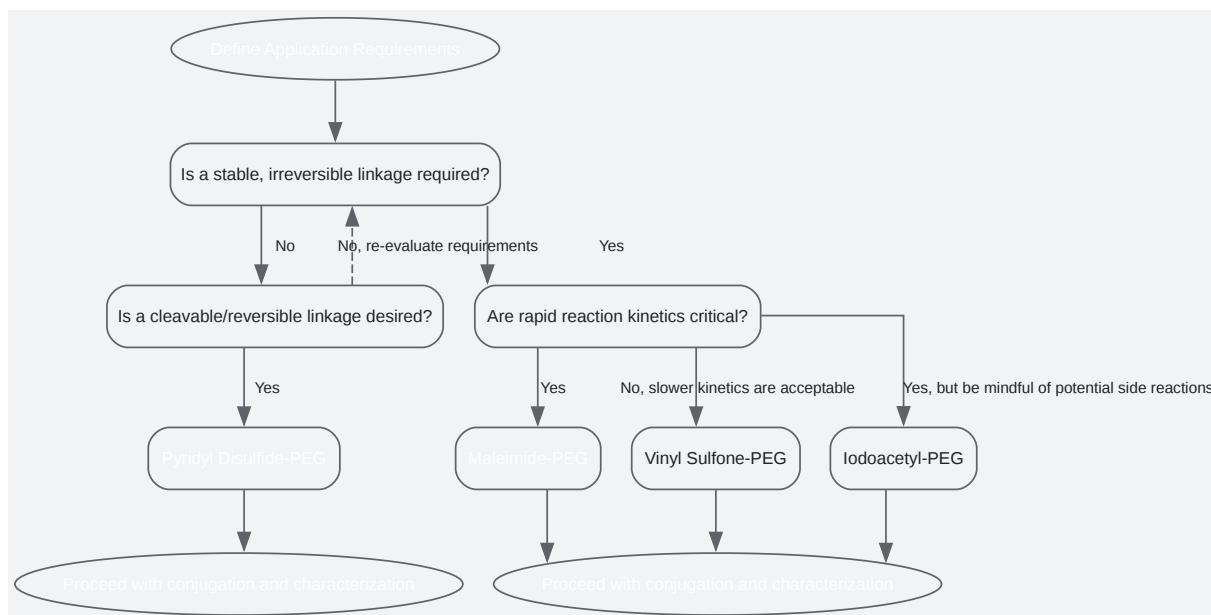 Define Application Requirements
Is a stable, irreversible linkage required?
No
No, re-evaluate requirements
Yes
Is a cleavable/reversible linkage desired?
Are rapid reaction kinetics critical?
Yes
Yes
No, slower kinetics are acceptable
Yes, but be mindful of potential side reactions
Pyridyl Disulfide-PEG
Maleimide-PEG
Vinyl Sulfone-PEG
Iodoacetyl-PEG
Proceed with conjugation and characterization
Proceed with conjugation and characterization